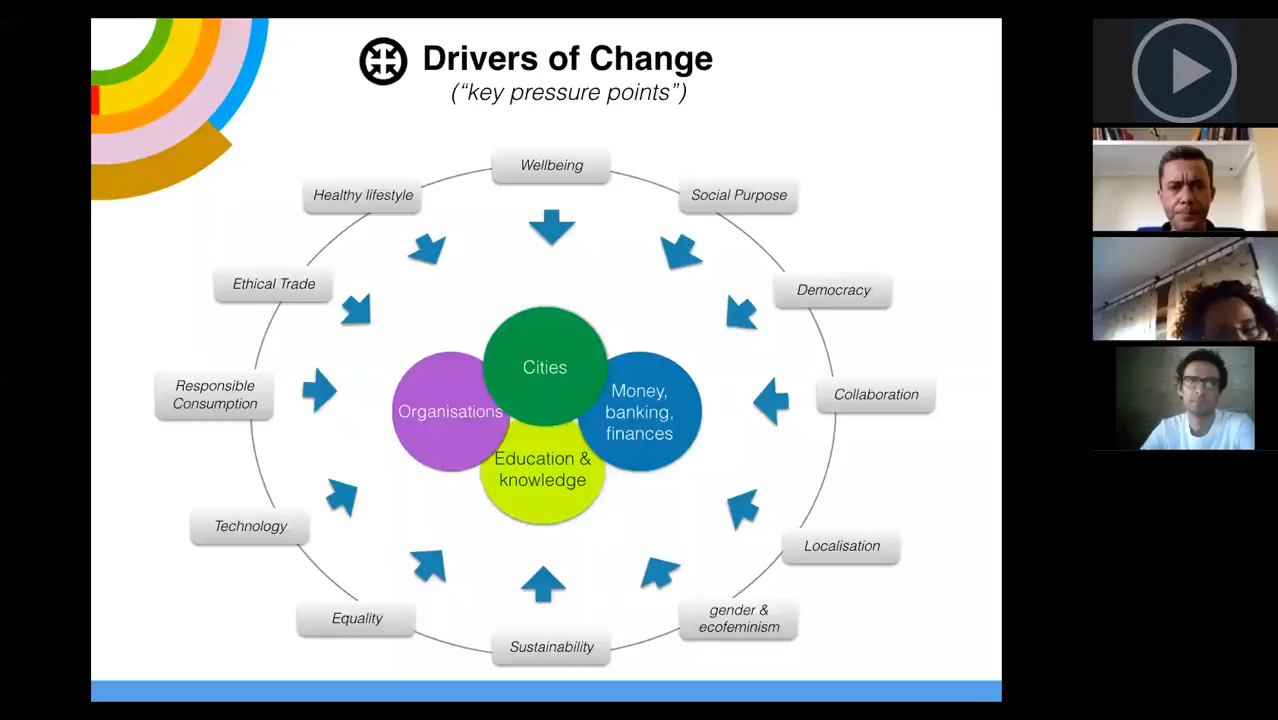 Drivers of Change
(“key pressure points”)
Wellbeing
Healthy lifestyle
Social Purpose
Ethical Trade
Democracy
Responsible
Consumption
Collaboration
Technology
Localisation
Equality
gender &
ecofeminism
Sustainability
Cities
Organisations
Money,
banking,
finances
Education &
knowledge